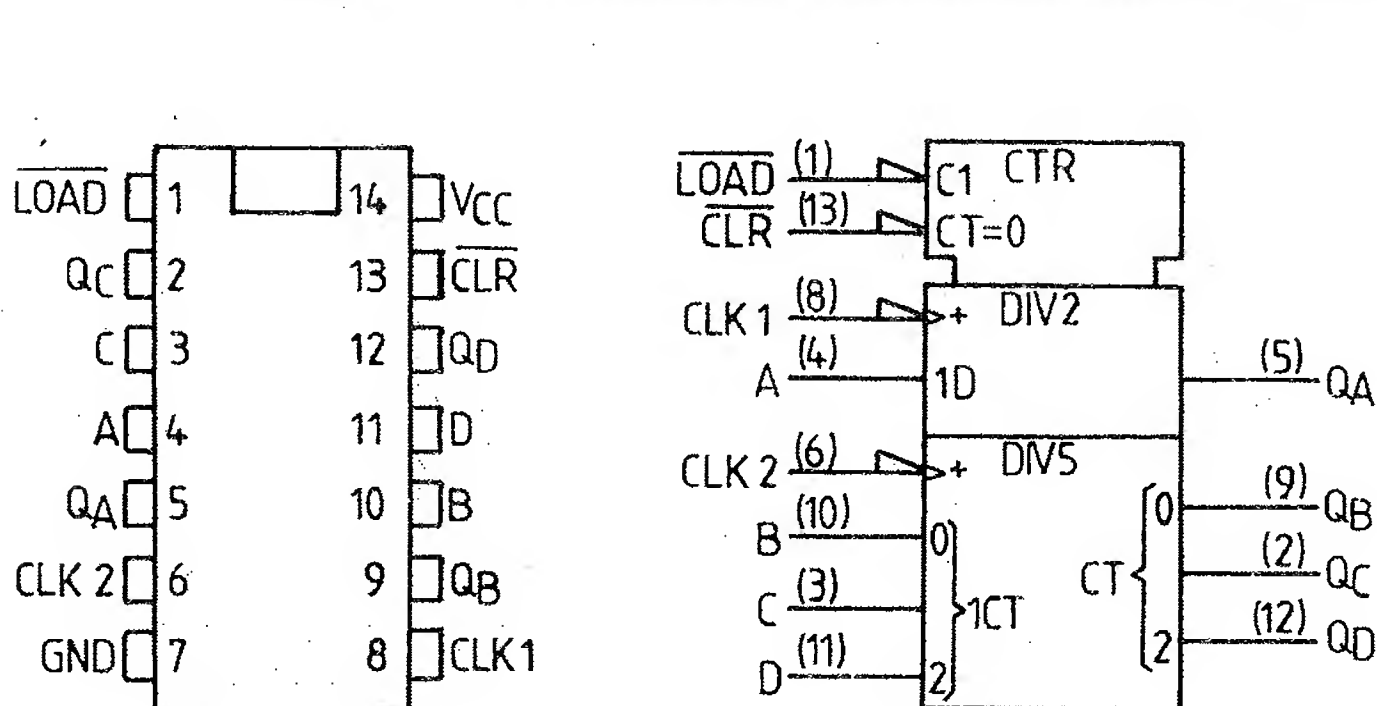 LOAD 1 14 VCC
QC 2 13 CLR
C 3 12 QD
A 4 11 D
QA 5 10 B
CLK 2 6 9 QB
GND 7 8 CLK1
LOAD (1) C1 CTR
CLR (13) CT=0
CLK 1 (8) + DIV2
A (4) 1D (5) QA
CLK 2 (6) + DIV5
B (10) 0 0 (9) QB
C (3) 1CT CT (2) QC
D (11) 2 2 (12) QD